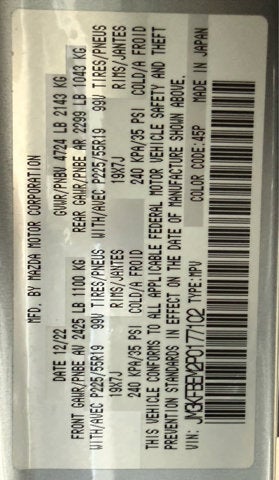 MFD. BY MAZDA MOTOR CORPORATION
DATE 12/22 GVWR/PNBV 4724 LB 2143 KG
FRONT GAWR/PNBE AV 2425 LB 1100 KG REAR GAWR/PNBE AR 2299 LB 1043 KG
WITH/AVEC P225/55R19 99V TIRES/PNEUS WITH/AVEC P225/55R19 99V TIRES/PNEUS
19X7J RIMS/JANTES 19X7J RIMS/JANTES
240 KPA/35 PSI COLD/A FROID 240 KPA/35 PSI COLD/A FROID
THIS VEHICLE CONFORMS TO ALL APPLICABLE FEDERAL MOTOR VEHICLE SAFETY AND THEFT
PREVENTION STANDARDS IN EFFECT ON THE DATE OF MANUFACTURE SHOWN ABOVE.
VIN: JM3KFBEM2P0177102 TYPE:MPV COLOR CODE: 45P MADE IN JAPAN